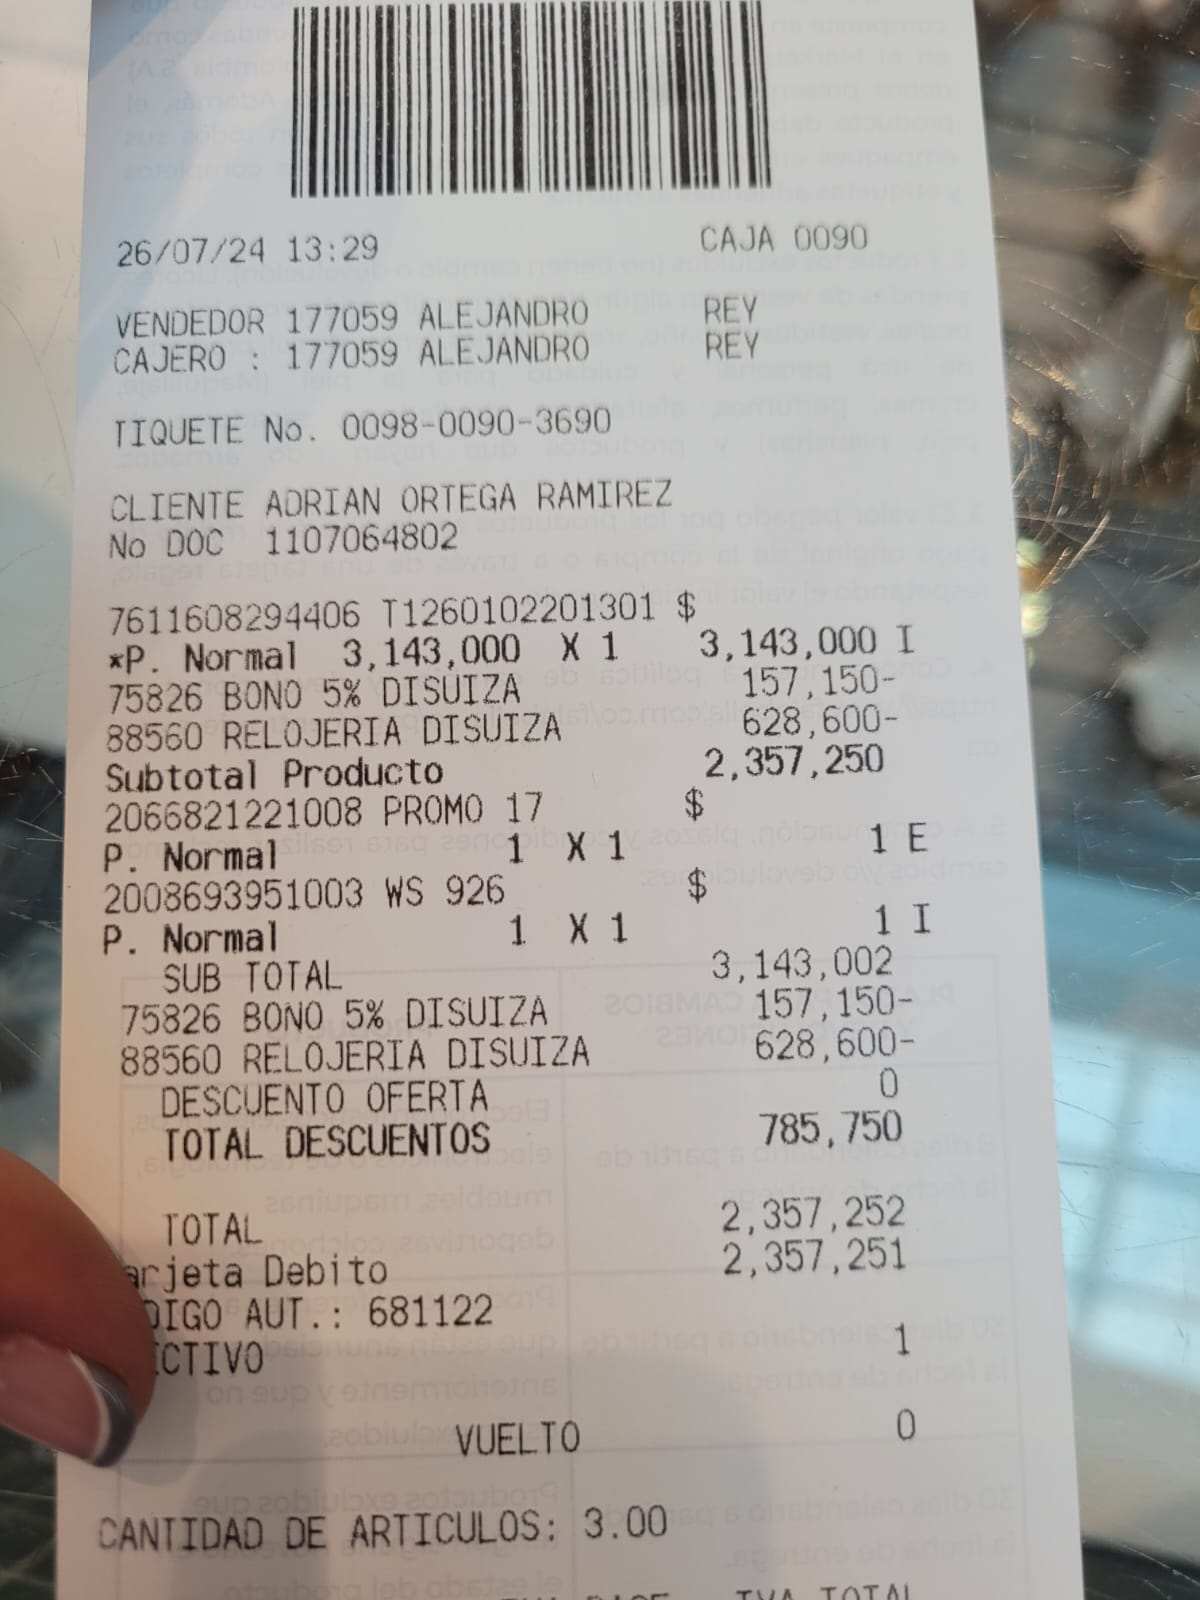 26/07/24 13:29 CAJA 0090
VENDEDOR 177059 ALEJANDRO REY
CAJERO : 177059 ALEJANDRO REY
TIQUETE No. 0098-0090-3690
CLIENTE ADRIAN ORTEGA RAMIREZ
No DOC 1107064802
7611608294406 T1260102201301 $
*P. Normal 3,143,000 X 1 3,143,000 I
75826 BONO 5% DISUIZA 157,150-
88560 RELOJERIA DISUIZA 628,600-
Subtotal Producto 2,357,250
2066821221008 PROMO 17 $
P. Normal 1 X 1 1 E
2008693951003 WS 926 $
P. Normal 1 X 1 1 I
SUB TOTAL 3,143,002
75826 BONO 5% DISUIZA 157,150-
88560 RELOJERIA DISUIZA 628,600-
DESCUENTO OFERTA 0
TOTAL DESCUENTOS 785,750
TOTAL 2,357,252
arjeta Debito 2,357,251
DIGO AUT.: 681122
CTIVO 1
VUELTO 0
CANTIDAD DE ARTICULOS: 3.00
IVA TOTAL